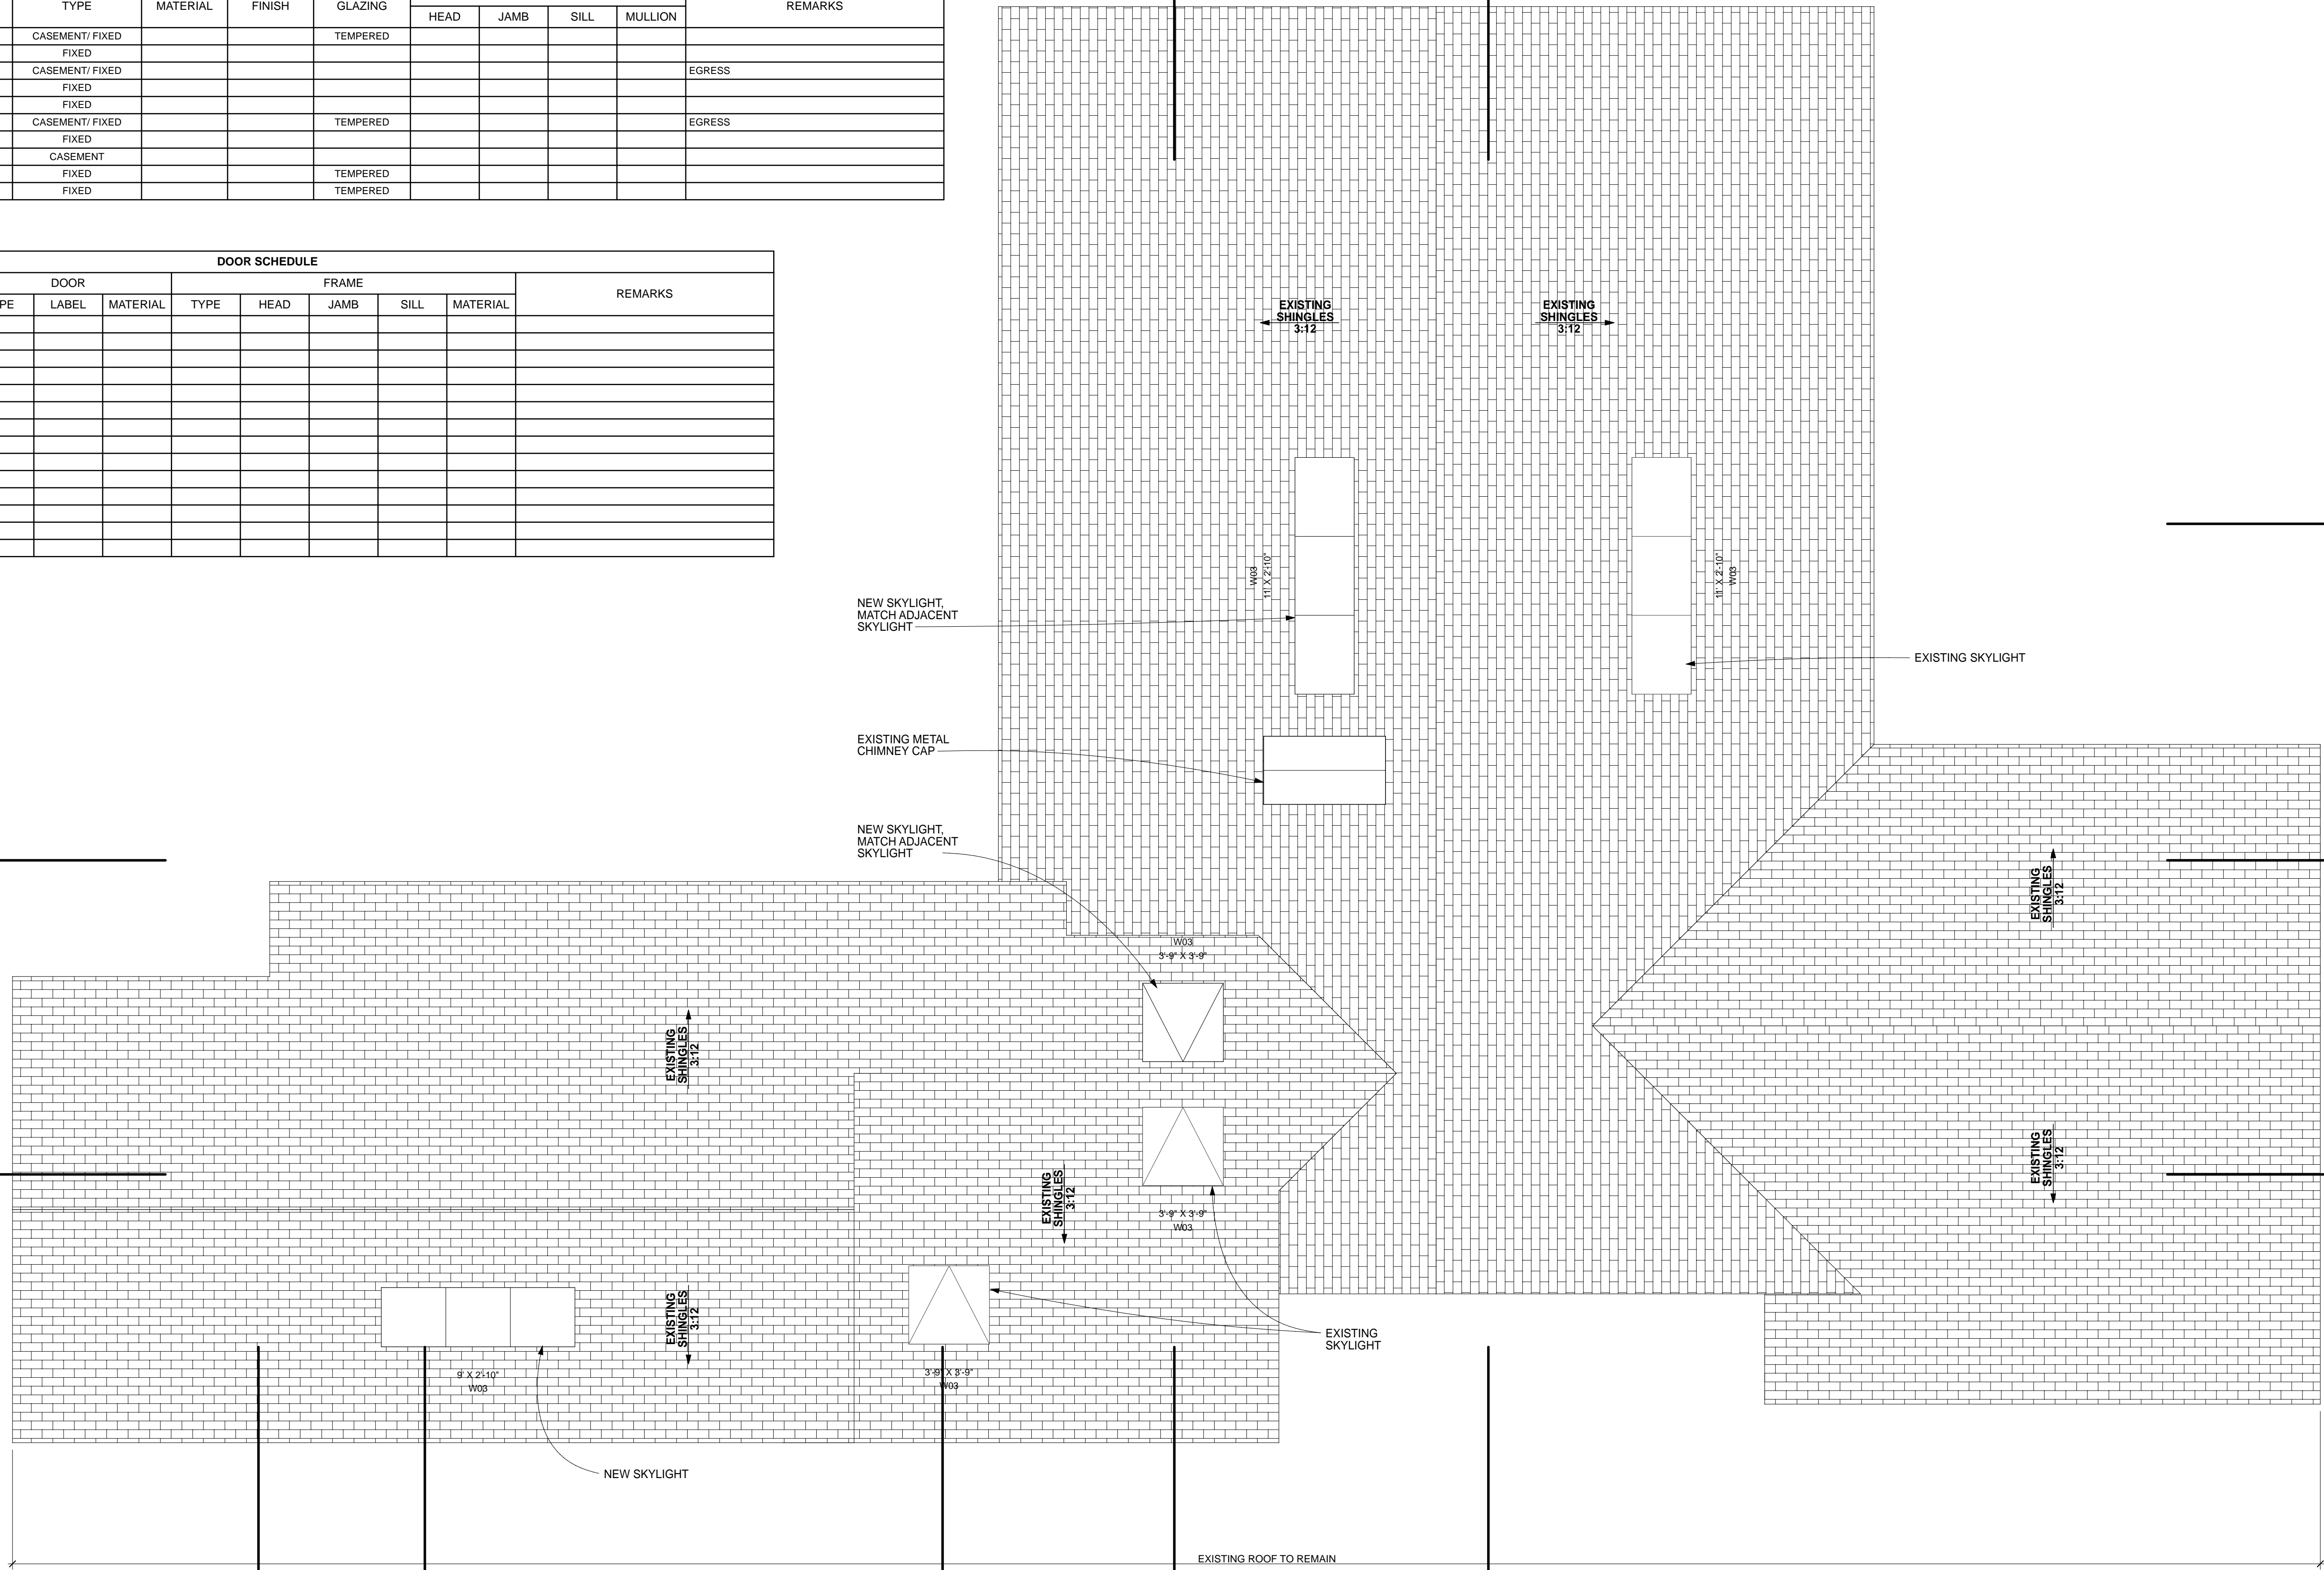 TYPE MATERIAL FINISH GLAZING REMARKS
HEAD JAMB SILL MULLION
CASEMENT/ FIXED TEMPERED
FIXED
CASEMENT/ FIXED EGRESS
FIXED
FIXED
CASEMENT/ FIXED TEMPERED EGRESS
FIXED
CASEMENT
FIXED TEMPERED
FIXED TEMPERED
DOOR SCHEDULE
DOOR FRAME REMARKS
PE LABEL MATERIAL TYPE HEAD JAMB SILL MATERIAL
EXISTING
SHINGLES
3:12
EXISTING
SHINGLES
3:12
W03
11' X 2'-10"
11' X 2'-10"
W03
NEW SKYLIGHT,
MATCH ADJACENT
SKYLIGHT
EXISTING SKYLIGHT
EXISTING METAL
CHIMNEY CAP
NEW SKYLIGHT,
MATCH ADJACENT
SKYLIGHT
EXISTING
SHINGLES
3:12
W03
3'-9" X 3'-9"
EXISTING
SHINGLES
3:12
EXISTING
SHINGLES
3:12
EXISTING
SHINGLES
3:12
3'-9" X 3'-9"
W03
EXISTING
SHINGLES
3:12
EXISTING
SKYLIGHT
9' X 2'-10"
W03
3'-9" X 3'-9"
W03
NEW SKYLIGHT
EXISTING ROOF TO REMAIN